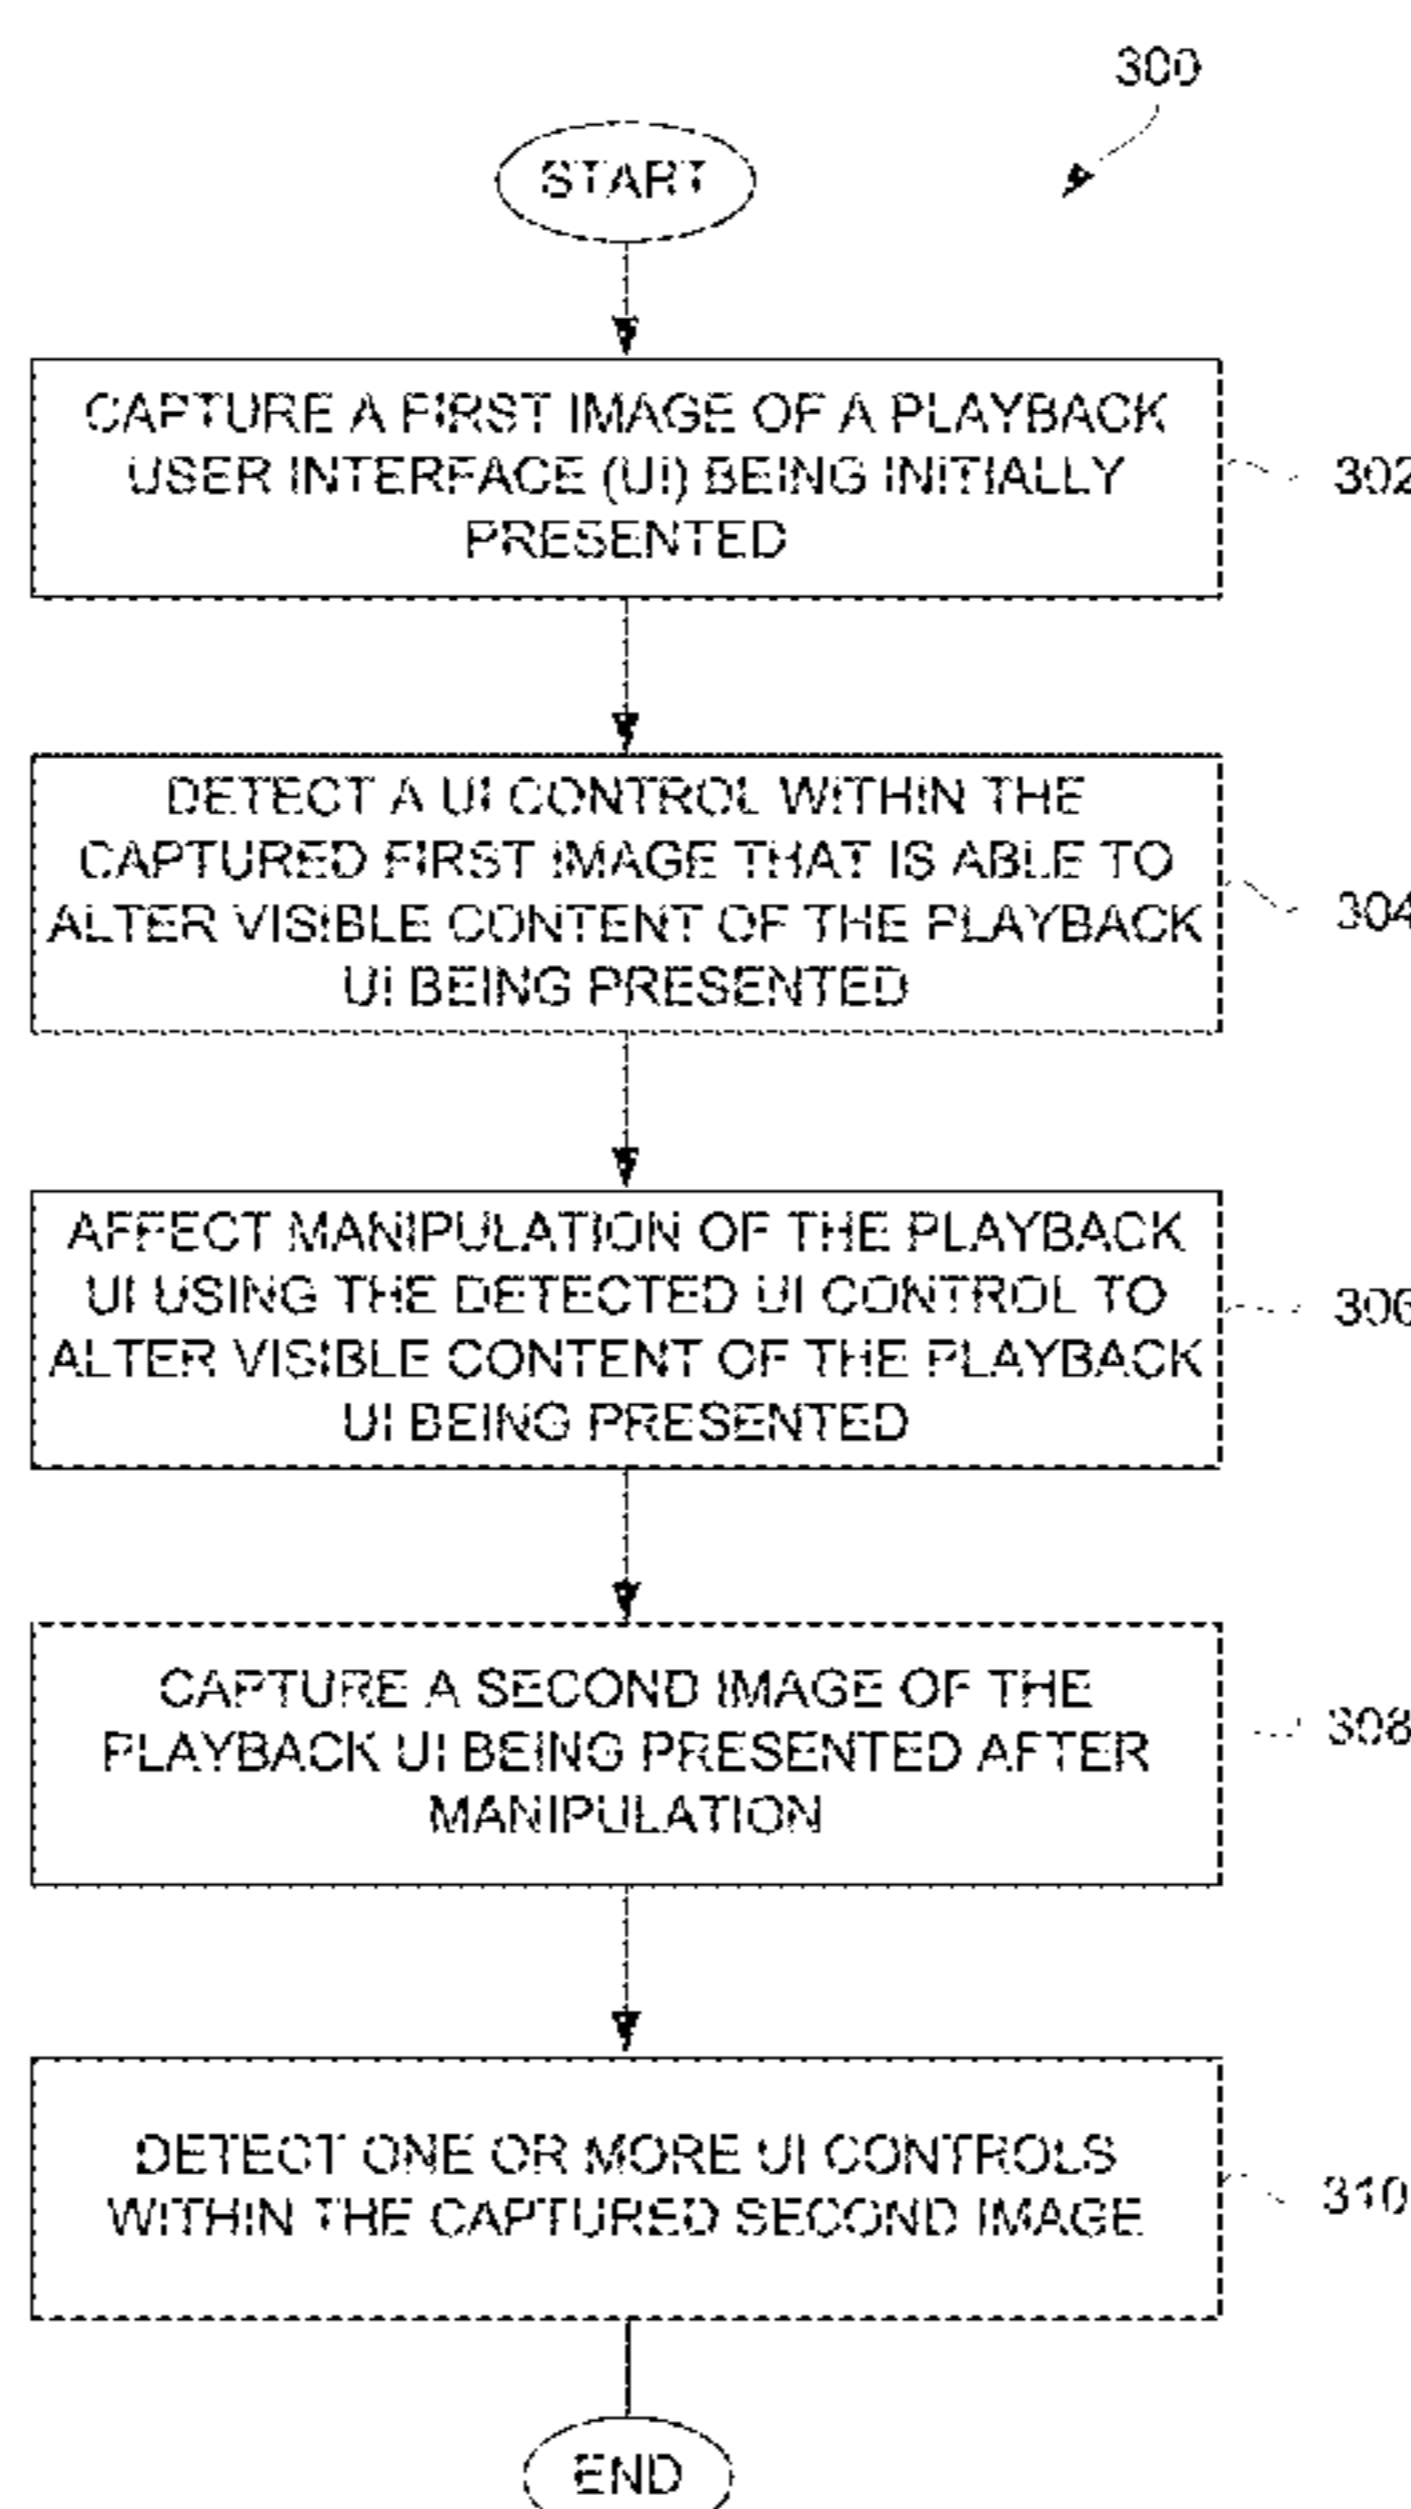 300
START
CAPTURE A FIRST IMAGE OF A PLAYBACK
USER INTERFACE (UI) BEING INITIALLY
PRESENTED
302
DETECT A UI CONTROL WITHIN THE
CAPTURED FIRST IMAGE THAT IS ABLE TO
ALTER VISIBLE CONTENT OF THE PLAYBACK
UI BEING PRESENTED
304
AFFECT MANIPULATION OF THE PLAYBACK
UI USING THE DETECTED UI CONTROL TO
ALTER VISIBLE CONTENT OF THE PLAYBACK
UI BEING PRESENTED
306
CAPTURE A SECOND IMAGE OF THE
PLAYBACK UI BEING PRESENTED AFTER
MANIPULATION
308
DETECT ONE OR MORE UI CONTROLS
WITHIN THE CAPTURED SECOND IMAGE
310
END